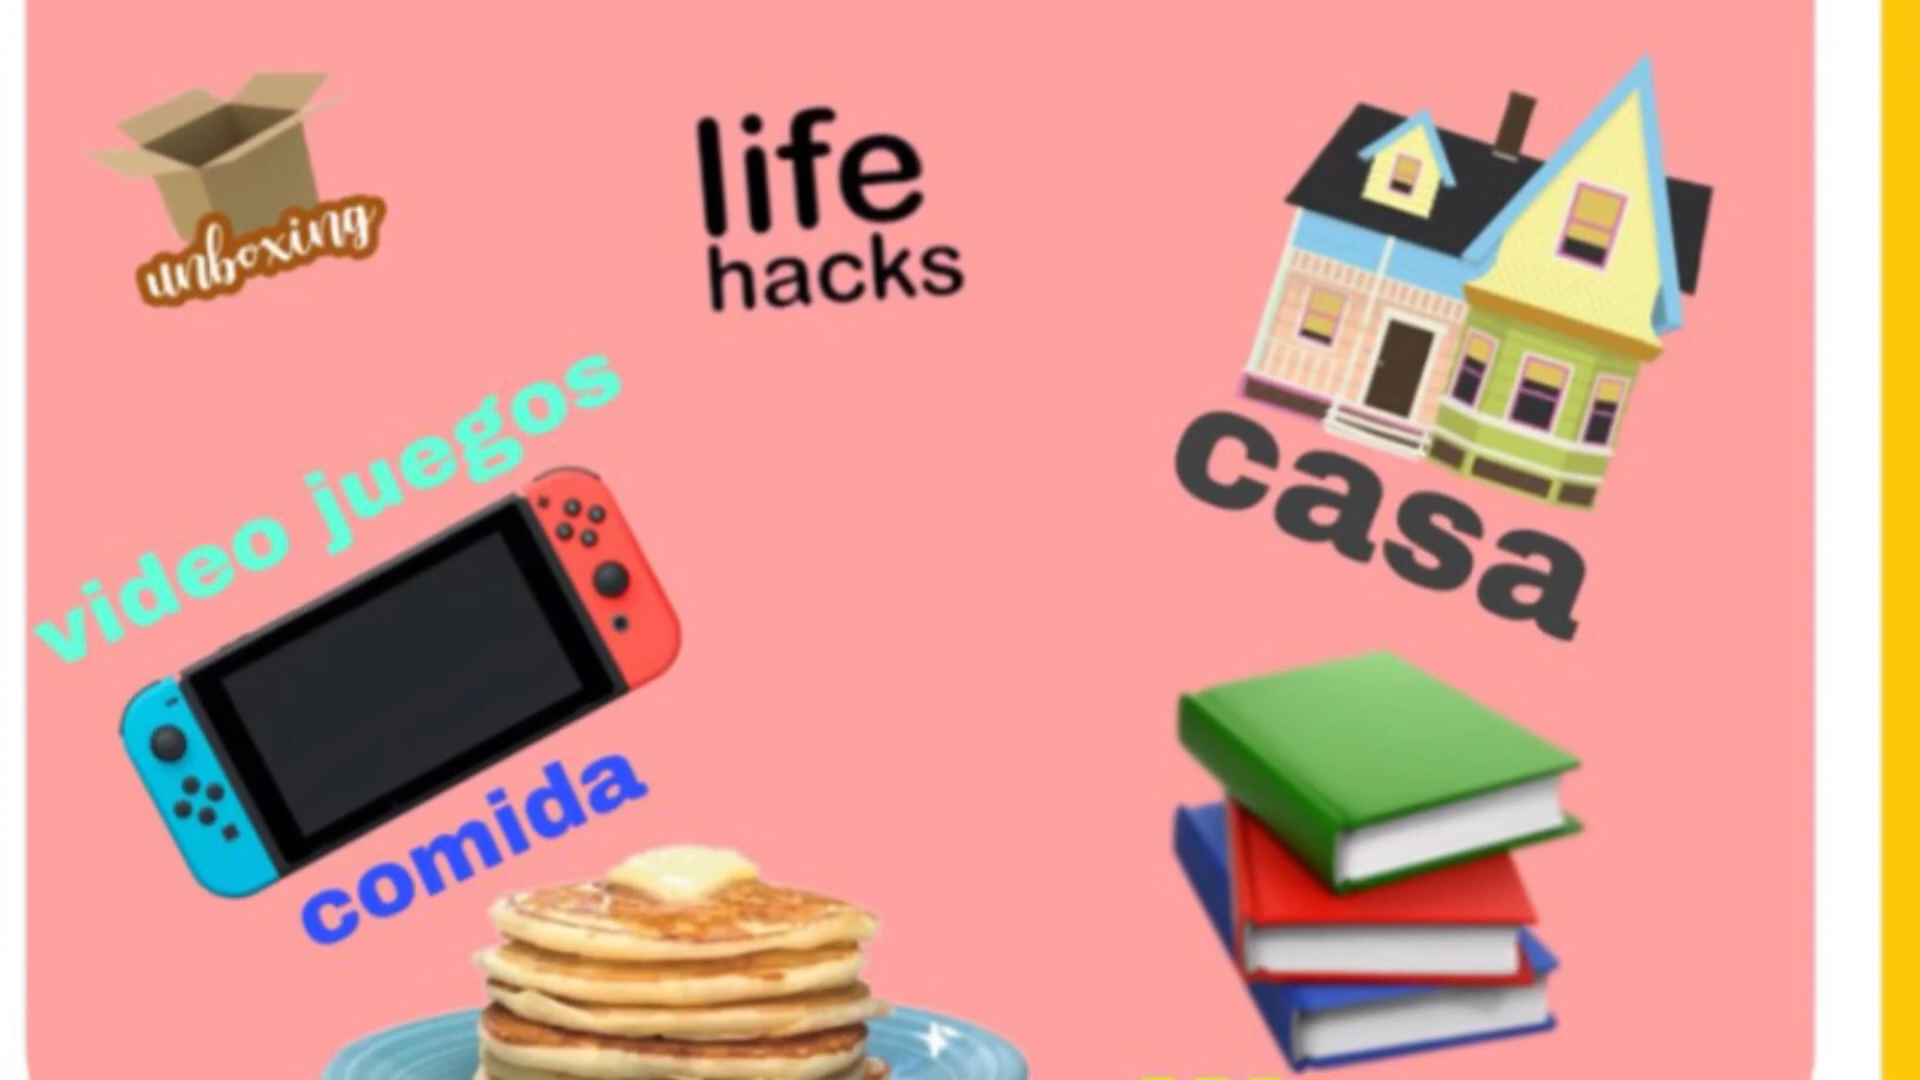 unboxing
life
hacks
video juegos
casa
comida